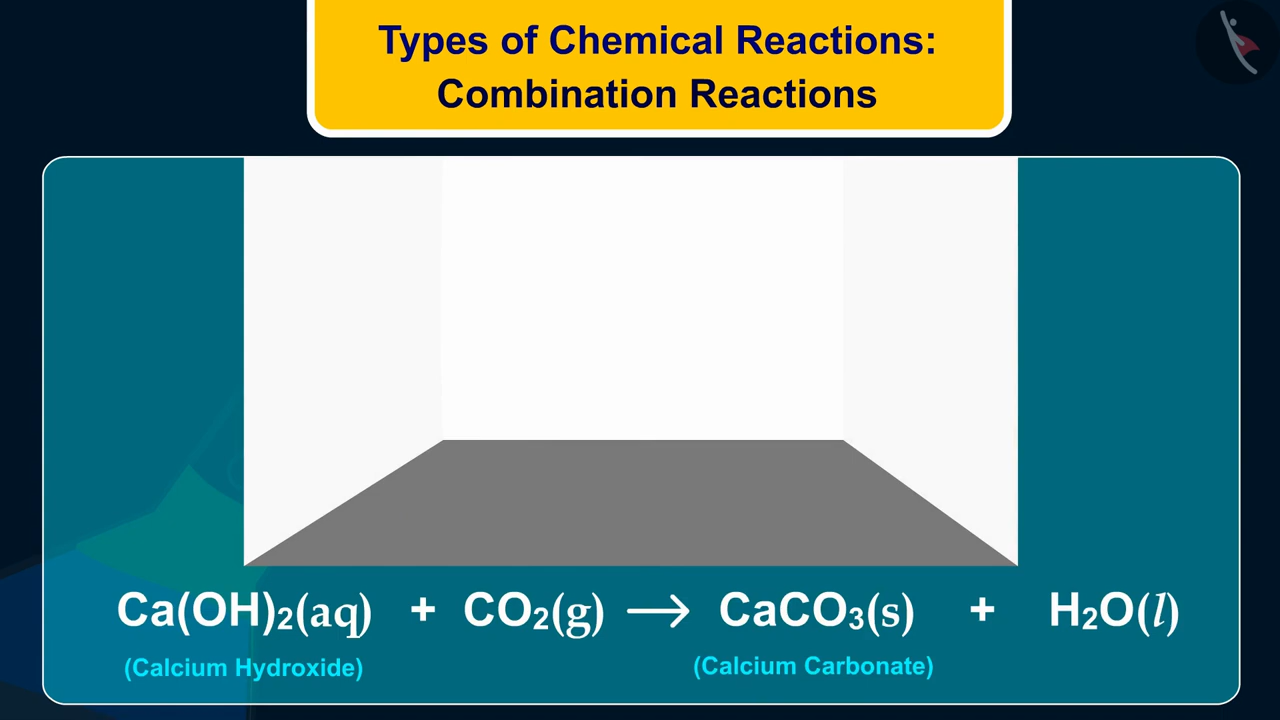 Types of Chemical Reactions:
Combination Reactions
Ca(OH)₂(aq) + CO₂(g) → CaCO₃(s) + H₂O(l)
(Calcium Hydroxide) (Calcium Carbonate)